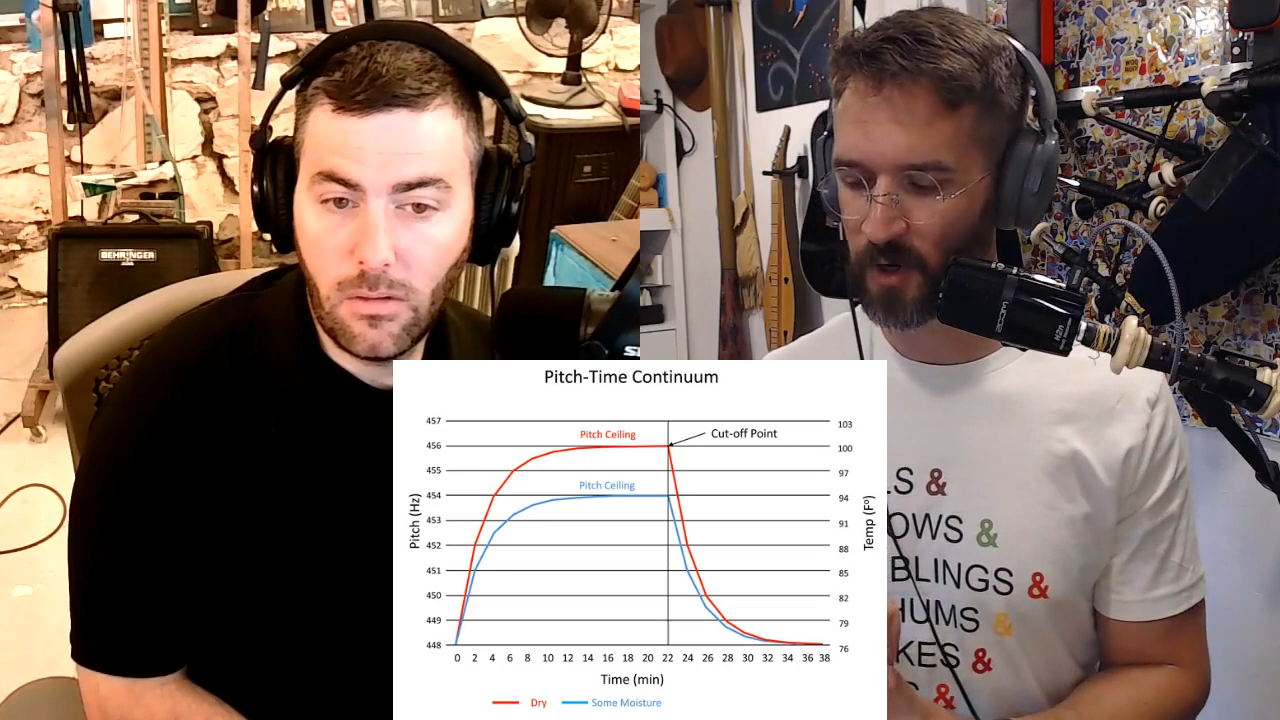 BEHRINGER
ZOOM
H2n
Pitch-Time Continuum
457
456
455
454
453
452
451
450
449
448
Pitch (Hz)
Pitch Ceiling
Pitch Ceiling
Cut-off Point
103
100
97
94
91
88
85
82
79
76
Temp (F°)
0 2 4 6 8 10 12 14 16 18 20 22 24 26 28 30 32 34 36 38
Time (min)
Dry
Some Moisture
LS &
OWS &
BLINGS &
HUMS &
KES &
&